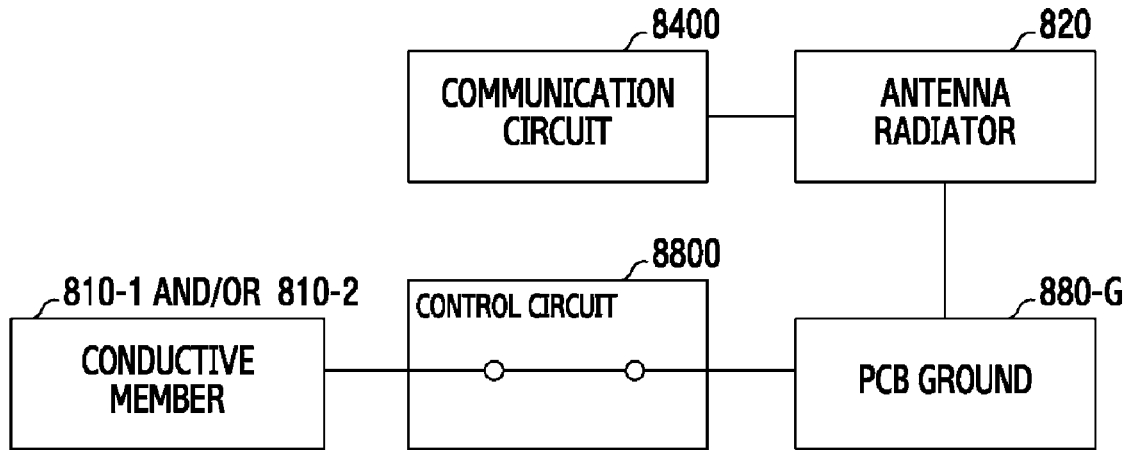 8400
820
COMMUNICATION
CIRCUIT
ANTENNA
RADIATOR
8800
810-1 AND/OR 810-2
880-G
CONTROL CIRCUIT
CONDUCTIVE
MEMBER
PCB GROUND